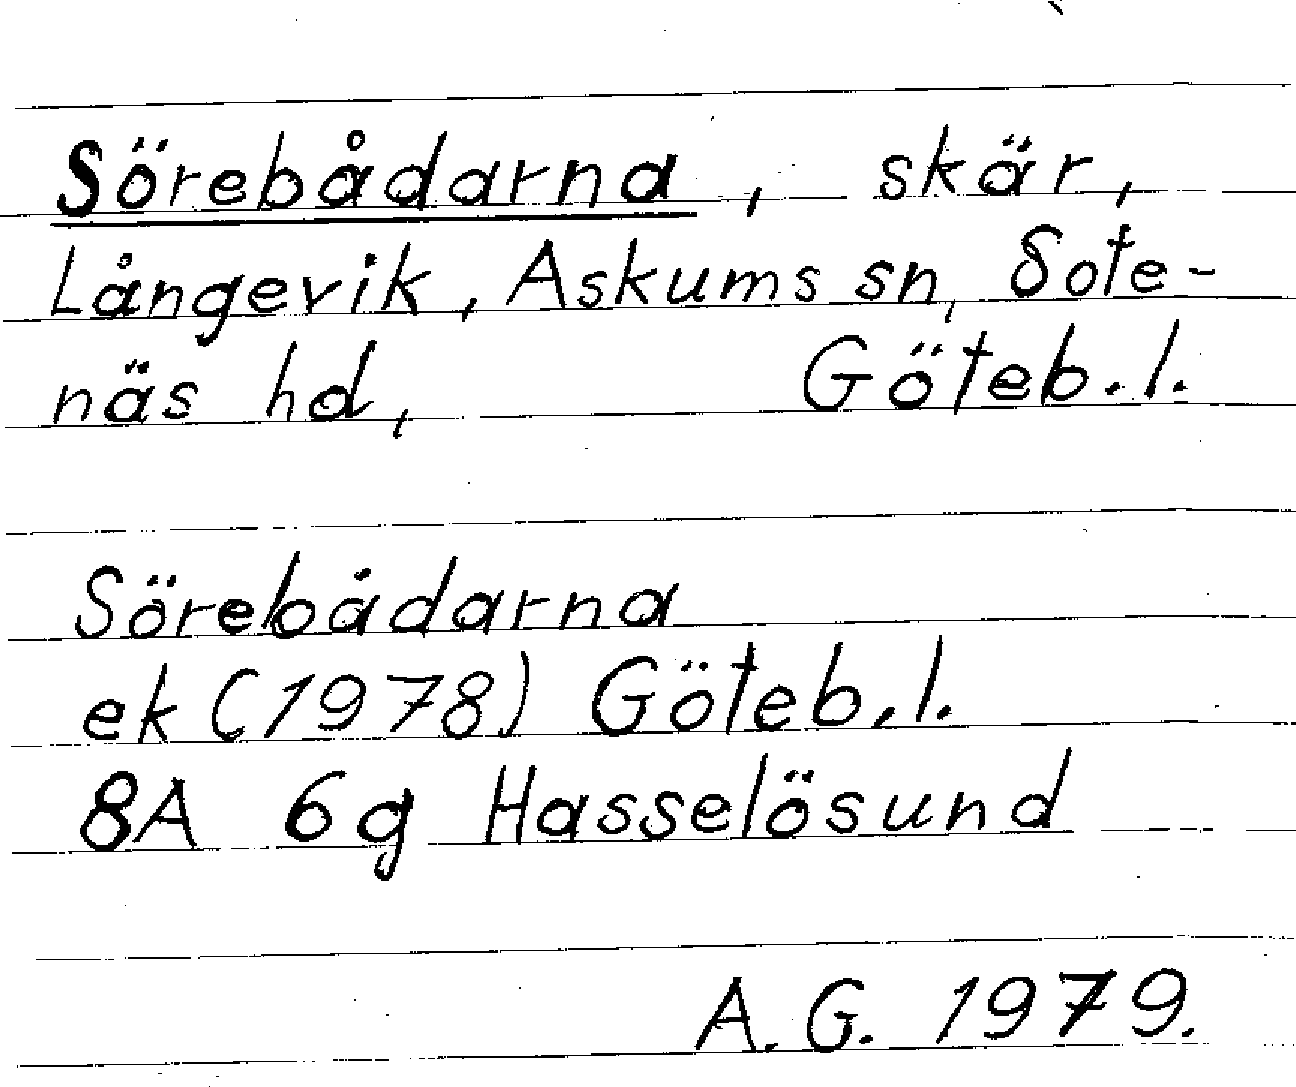 Sörebådarna, skär,
Långevik, Askums sn, Sote-
näs hd, Göteb.l.
Sörebådarna
ek (1978) Göteb.l.
8A 6g Hasselösund
A.G. 1979.